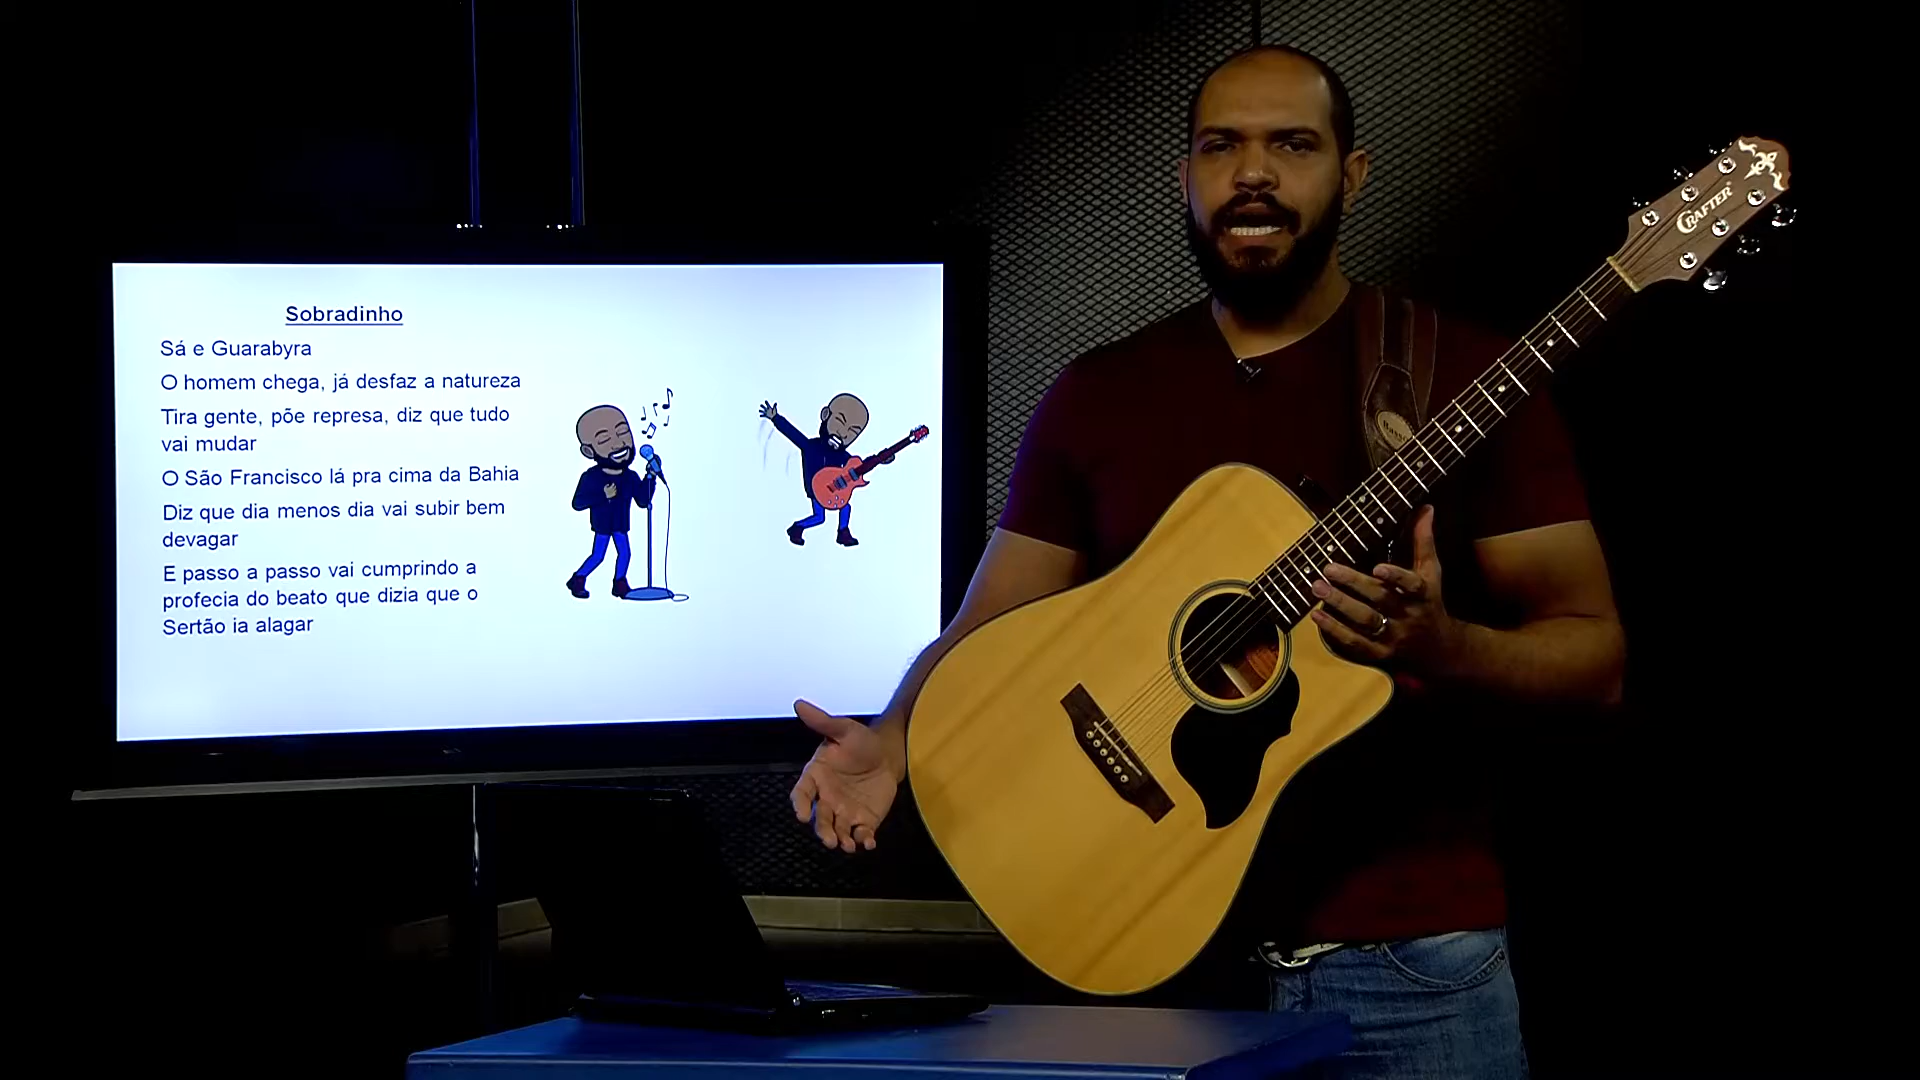 Sobradinho
Sá e Guarabyra
O homem chega, já desfaz a natureza
Tira gente, põe represa, diz que tudo
vai mudar
O São Francisco lá pra cima da Bahia
Diz que dia menos dia vai subir bem
devagar
E passo a passo vai cumprindo a
profecia do beato que dizia que o
Sertão ia alagar
CRAFTER